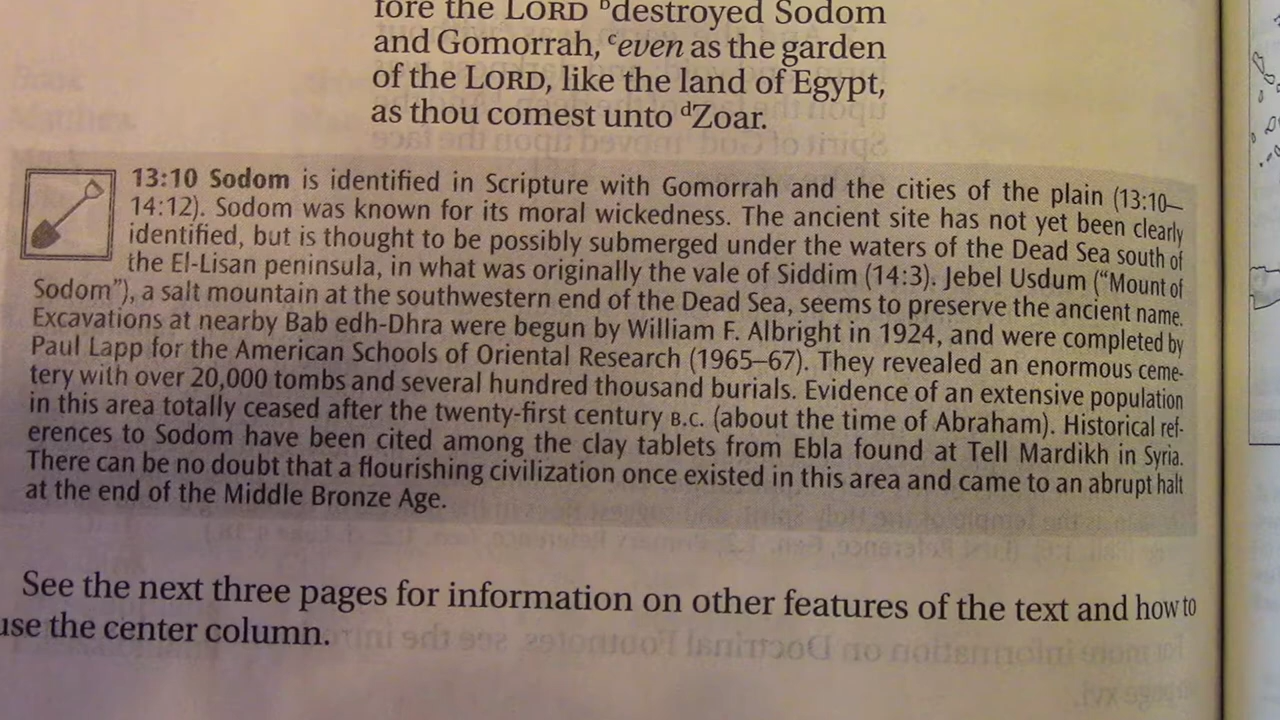 fore the LORD ᵇdestroyed Sodom
and Gomorrah, ᶜeven as the garden
of the LORD, like the land of Egypt,
as thou comest unto ᵈZoar.
13:10 Sodom is identified in Scripture with Gomorrah and the cities of the plain (13:10–
14:12). Sodom was known for its moral wickedness. The ancient site has not yet been clearly
identified, but is thought to be possibly submerged under the waters of the Dead Sea south of
the El-Lisan peninsula, in what was originally the vale of Siddim (14:3). Jebel Usdum (“Mount of
Sodom”), a salt mountain at the southwestern end of the Dead Sea, seems to preserve the ancient name.
Excavations at nearby Bab edh-Dhra were begun by William F. Albright in 1924, and were completed by
Paul Lapp for the American Schools of Oriental Research (1965–67). They revealed an enormous ceme-
tery with over 20,000 tombs and several hundred thousand burials. Evidence of an extensive population
in this area totally ceased after the twenty-first century B.C. (about the time of Abraham). Historical ref-
erences to Sodom have been cited among the clay tablets from Ebla found at Tell Mardikh in Syria.
There can be no doubt that a flourishing civilization once existed in this area and came to an abrupt halt
at the end of the Middle Bronze Age.
See the next three pages for information on other features of the text and how to
use the center column.